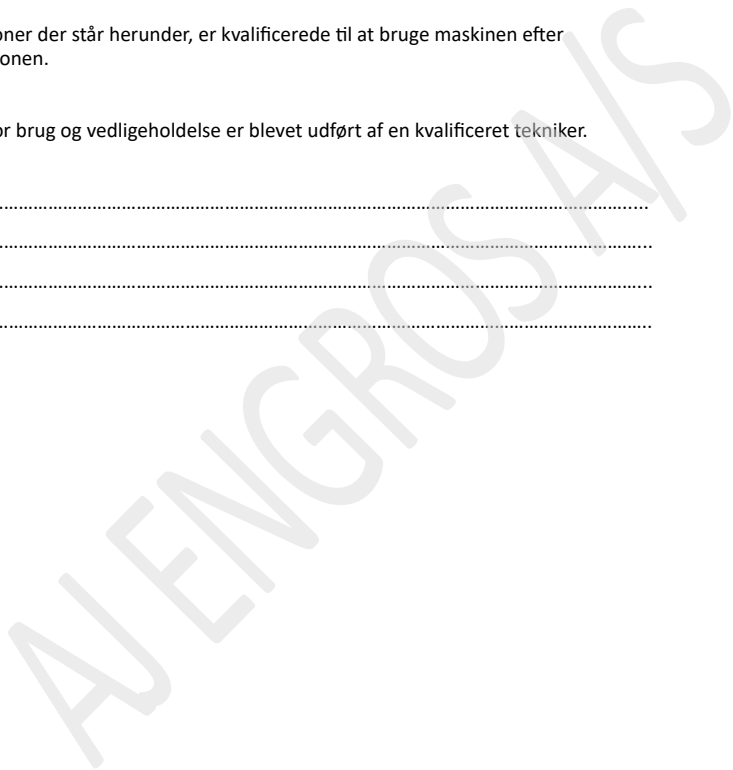 oner der står herunder, er kvalificerede til at bruge maskinen efter
onen.
or brug og vedligeholdelse er blevet udført af en kvalificeret tekniker.
........................................................................................................................
........................................................................................................................
........................................................................................................................
........................................................................................................................
AJ ENGROS A/S